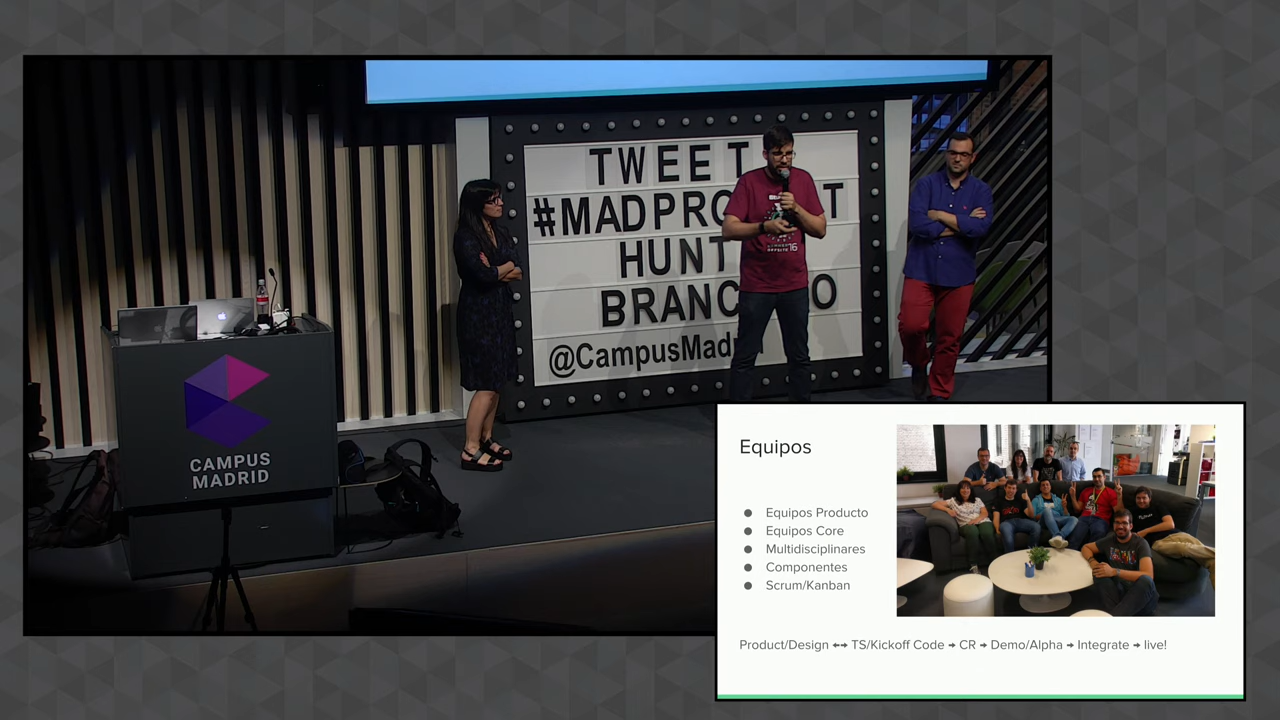 TWEET
#MADPRO T
HUNT
BRANC O
@CampusMad
16
CAMPUS
MADRID
Equipos
● Equipos Producto
● Equipos Core
● Multidisciplinares
● Componentes
● Scrum/Kanban
Product/Design ↔ TS/Kickoff Code → CR → Demo/Alpha → Integrate → live!